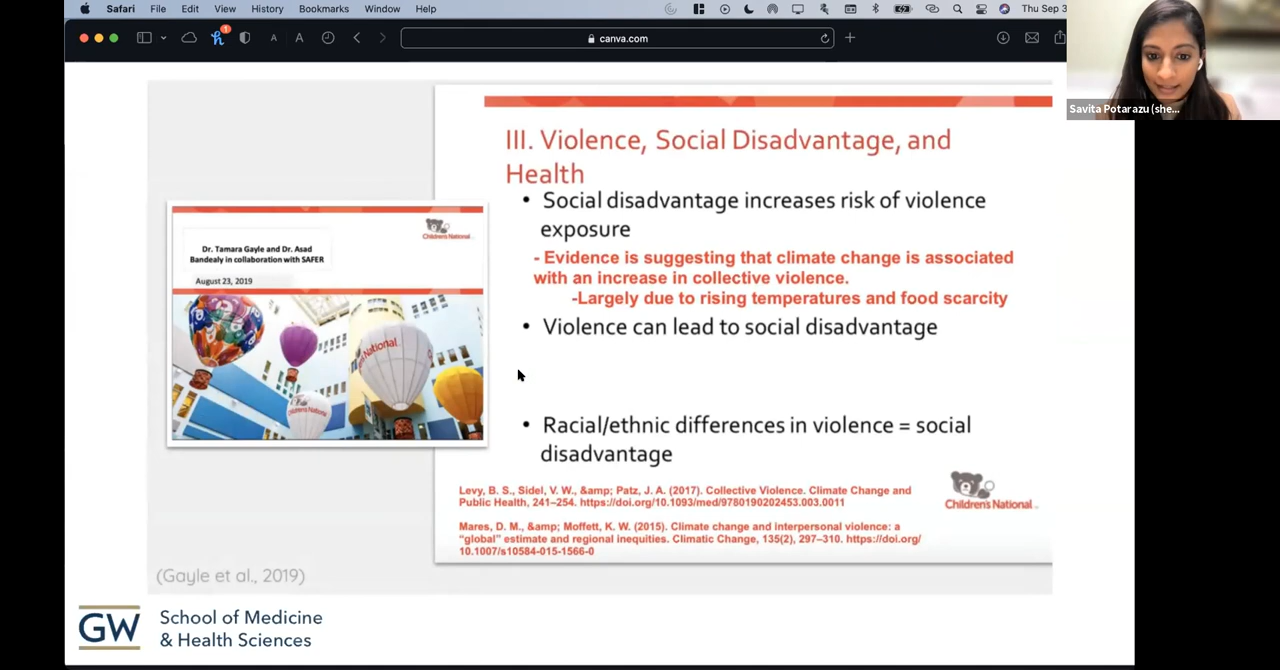 Safari File Edit View History Bookmarks Window Help Thu Sep 3
1
A A canva.com
Savita Potarazu (she...
III. Violence, Social Disadvantage, and
Health
• Social disadvantage increases risk of violence
exposure
- Evidence is suggesting that climate change is associated
with an increase in collective violence.
-Largely due to rising temperatures and food scarcity
• Violence can lead to social disadvantage
• Racial/ethnic differences in violence = social
disadvantage
Levy, B. S., Sidel, V. W., &amp; Patz, J. A. (2017). Collective Violence. Climate Change and
Public Health, 241–254. https://doi.org/10.1093/med/9780190202453.003.0011
Mares, D. M., &amp; Moffett, K. W. (2015). Climate change and interpersonal violence: a
“global” estimate and regional inequities. Climatic Change, 135(2), 297–310. https://doi.org/
10.1007/s10584-015-1566-0
Children's National
Children's National
Dr. Tamara Gayle and Dr. Asad
Bandealy in collaboration with SAFER
August 23, 2019
National
Children's National
(Gayle et al., 2019)
GW School of Medicine
& Health Sciences